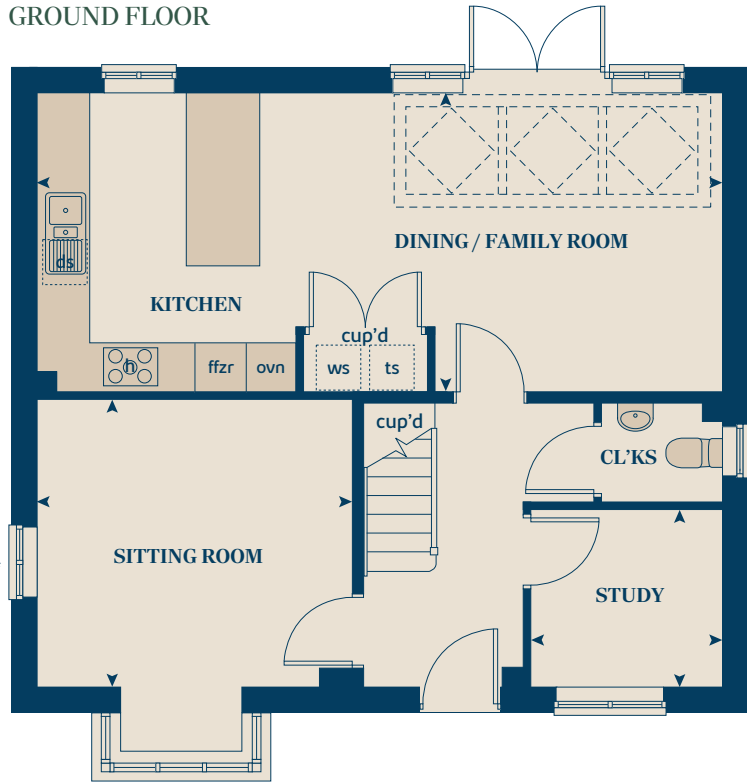 GROUND FLOOR
DINING / FAMILY ROOM
ds
KITCHEN
cup'd
h
ffzr
ovn
ws
ts
cup'd
CL'KS
SITTING ROOM
STUDY